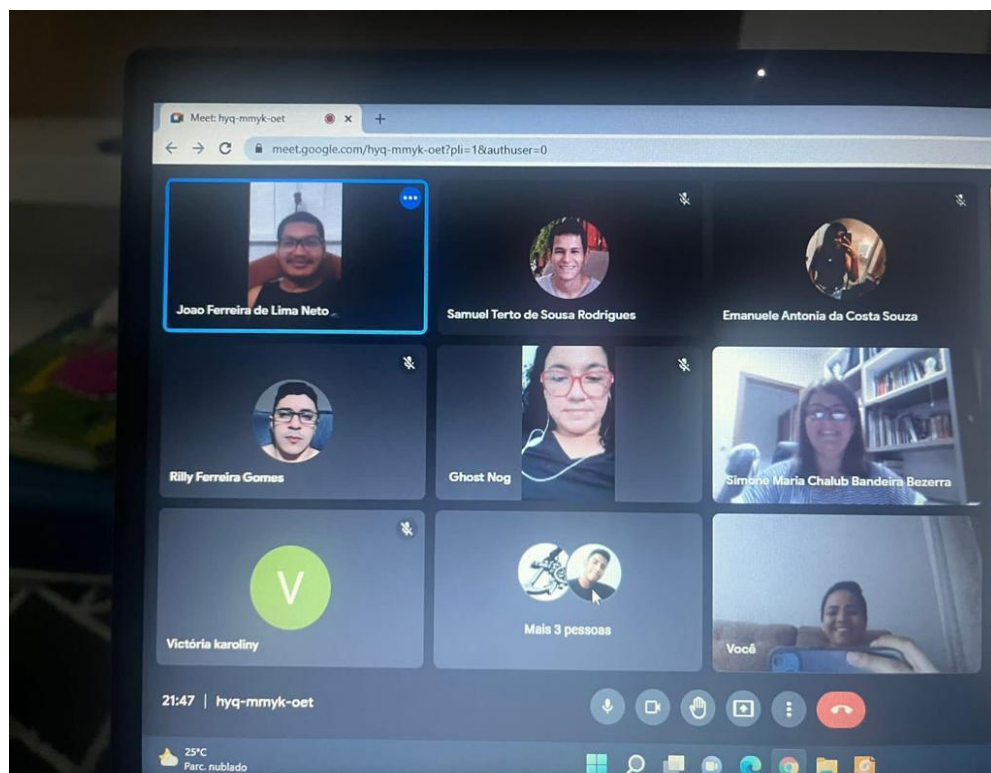 Meet: hyq-mmyk-oet
meet.google.com/hyq-mmyk-oet?pli=1&authuser=0
Joao Ferreira de Lima Neto
Samuel Terto de Sousa Rodrigues
Emanuele Antonia da Costa Souza
Rilly Ferreira Gomes
Ghost Nog
Simone Maria Chalub Bandeira Bezerra
V
Victória karoliny
Mais 3 pessoas
Você
21:47 | hyq-mmyk-oet
25°C
Parc. nublado